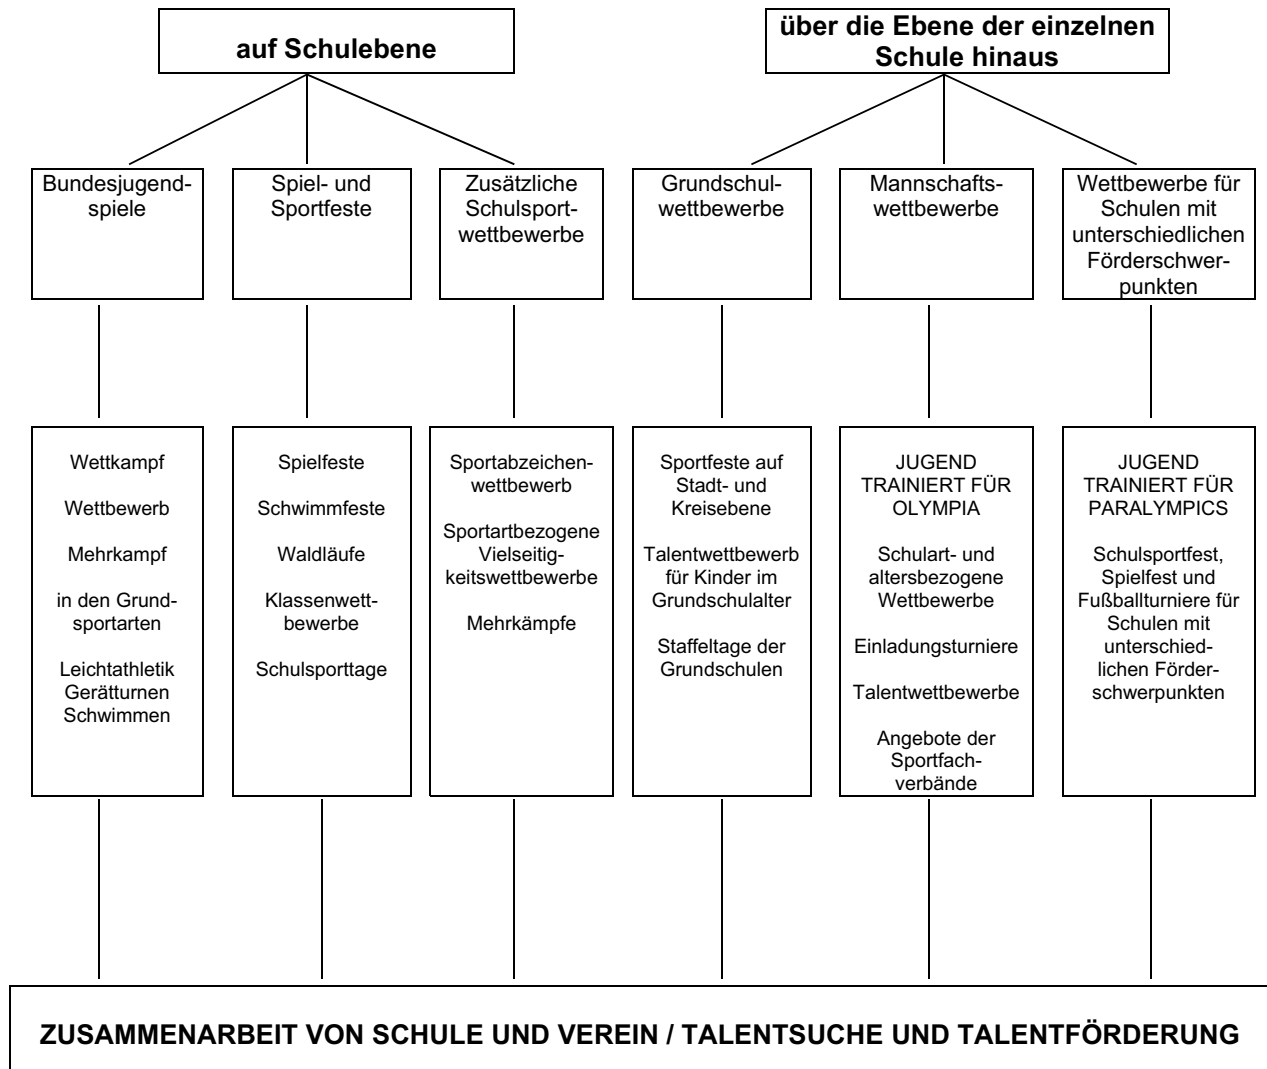 auf Schulebene
über die Ebene der einzelnen
Schule hinaus
Bundesjugend-
spiele
Spiel- und
Sportfeste
Zusätzliche
Schulsport-
wettbewerbe
Grundschul-
wettbewerbe
Mannschafts-
wettbewerbe
Wettbewerbe für
Schulen mit
unterschiedlichen
Förderschwer-
punkten
Wettkampf
Wettbewerb
Mehrkampf
in den Grund-
sportarten
Leichtathletik
Gerätturnen
Schwimmen
Spielfeste
Schwimmfeste
Waldläufe
Klassenwett-
bewerbe
Schulsporttage
Sportabzeichen-
wettbewerb
Sportartbezogene
Vielseitig-
keitswettbewerbe
Mehrkämpfe
Sportfeste auf
Stadt- und
Kreisebene
Talentwettbewerb
für Kinder im
Grundschulalter
Staffeltage der
Grundschulen
JUGEND
TRAINIERT FÜR
OLYMPIA
Schulart- und
altersbezogene
Wettbewerbe
Einladungsturniere
Talentwettbewerbe
Angebote der
Sportfach-
verbände
JUGEND
TRAINIERT FÜR
PARALYMPICS
Schulsportfest,
Spielfest und
Fußballturniere für
Schulen mit
unterschied-
lichen Förder-
schwerpunkten
ZUSAMMENARBEIT VON SCHULE UND VEREIN / TALENTSUCHE UND TALENTFÖRDERUNG